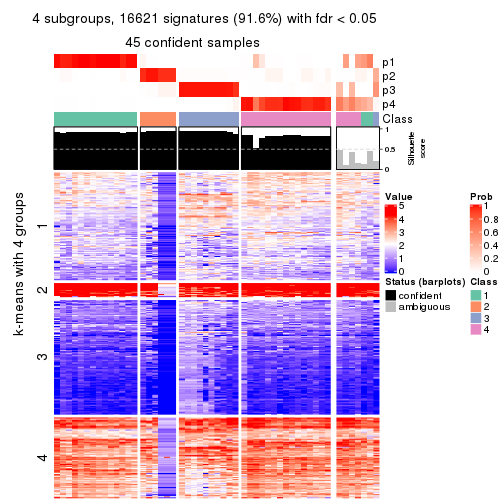 4 subgroups, 16621 signatures (91.6%) with fdr < 0.05
45 confident samples
p1
p2
p3
p4
Class
1
0.5
0
Silhouette
score
k-means with 4 groups
1
2
3
4
Value
5
4
3
2
1
0
Prob
1
0.8
0.6
0.4
0.2
0
Status (barplots)
confident
ambiguous
Class
1
2
3
4